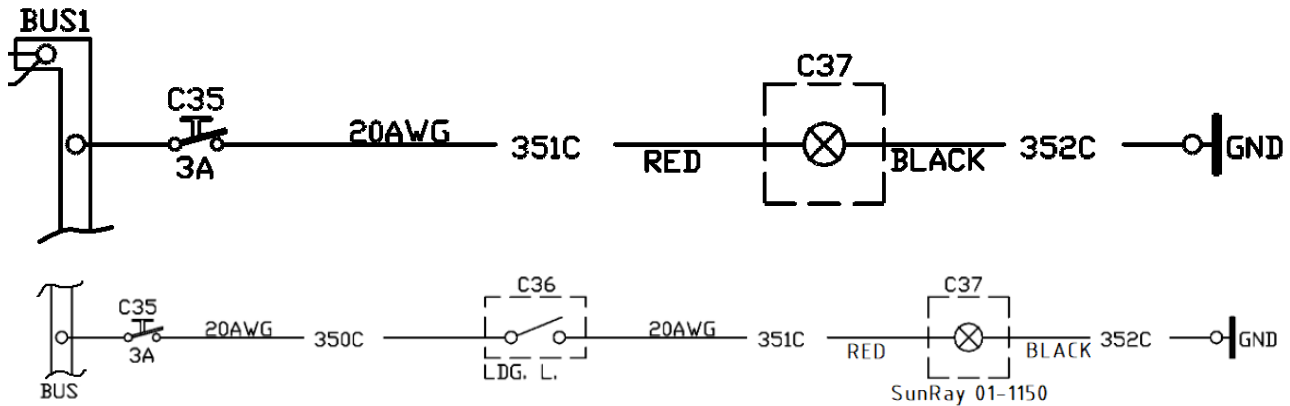 BUS1
C37
C35
20AWG 351C RED BLACK 352C GND
3A
C36 C37
C35
20AWG 350C 20AWG 351C RED BLACK 352C GND
3A
LDG. L.
BUS SunRay 01-1150